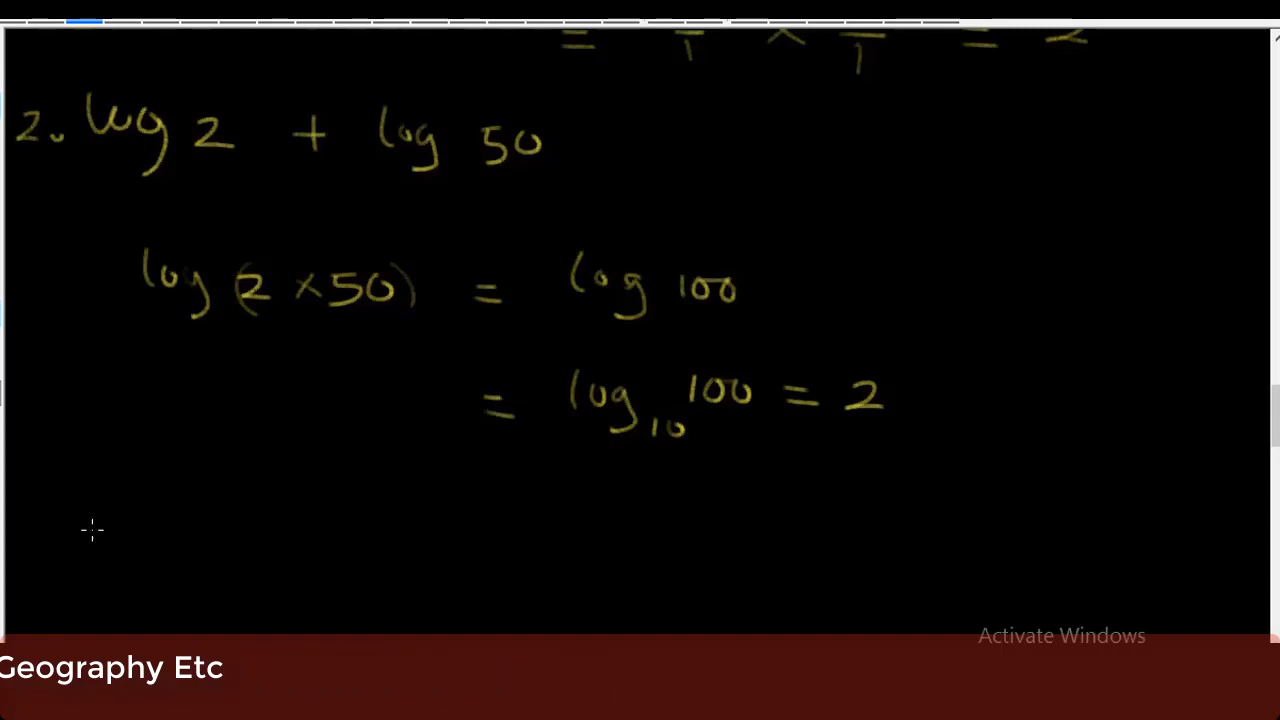 2. log 2 + log 50
log (2 × 50) = log 100
= log₁₀ 100 = 2
Activate Windows
Geography Etc